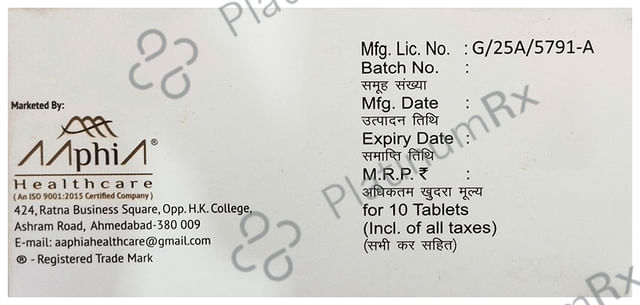 Marketed By:
AAphiA®
Healthcare
( An ISO 9001:2015 Certified Company )
424, Ratna Business Square, Opp. H.K. College,
Ashram Road, Ahmedabad-380 009
E-mail: aaphiahealthcare@gmail.com
® - Registered Trade Mark
Mfg. Lic. No. : G/25A/5791-A
Batch No. :
समूह संख्या
Mfg. Date :
उत्पादन तिथि
Expiry Date :
समाप्ति तिथि
M.R.P. ₹ :
अधिकतम खुदरा मूल्य
for 10 Tablets
(Incl. of all taxes)
(सभी कर सहित)
PlatinumRx
PlatinumRx